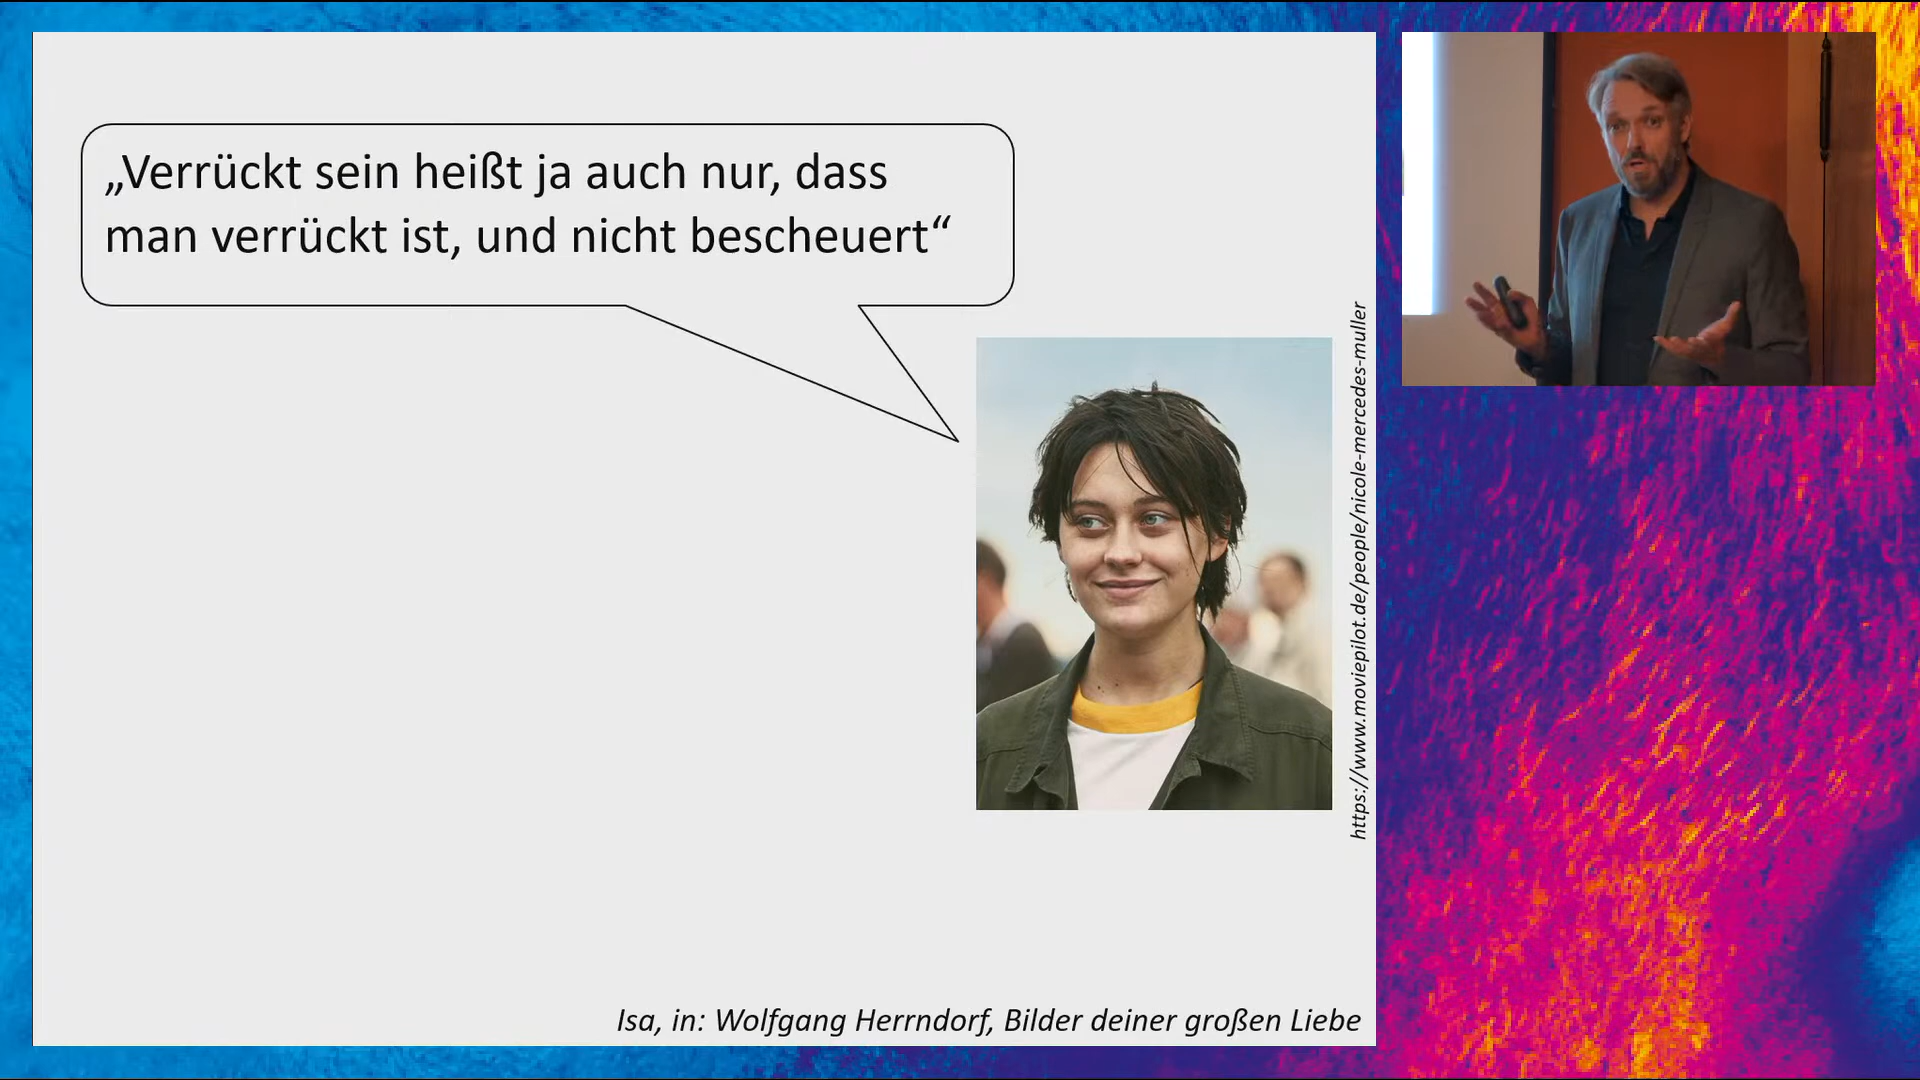 „Verrückt sein heißt ja auch nur, dass
man verrückt ist, und nicht bescheuert“
https://www.moviepilot.de/people/nicole-mercedes-muller
Isa, in: Wolfgang Herrndorf, Bilder deiner großen Liebe